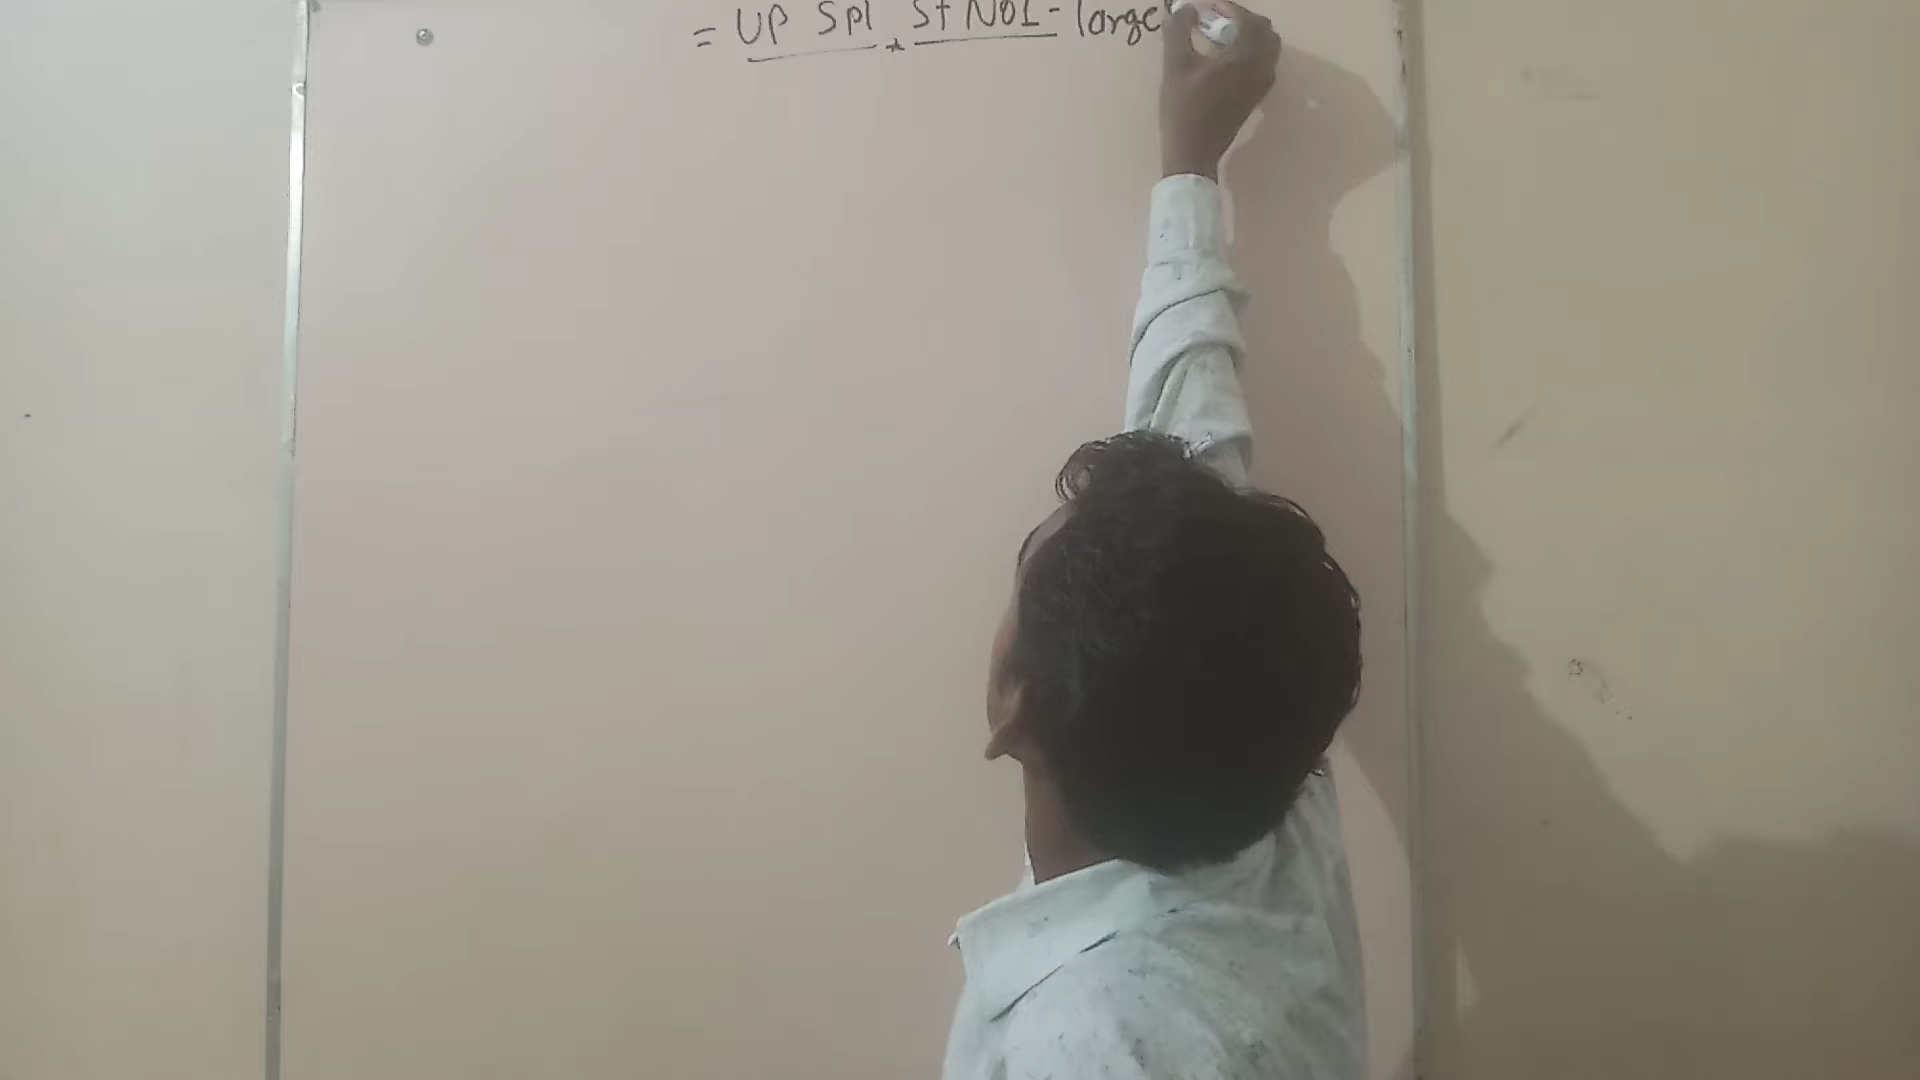 = UP Spl * St No1 - large